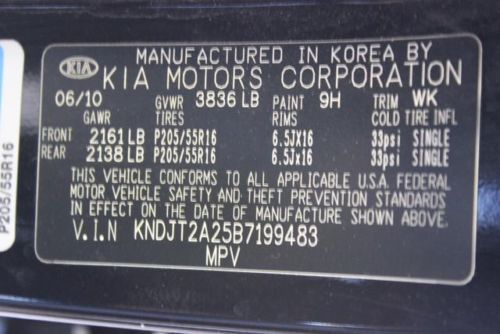 MANUFACTURED IN KOREA BY
KIA KIA MOTORS CORPORATION
06/10 GVWR 3836 LB PAINT 9H TRIM WK
GAWR TIRES RIMS COLD TIRE INFL
FRONT 2161 LB P205/55R16 6.5JX16 33psi SINGLE
REAR 2138 LB P205/55R16 6.5Jx16 33psi SINGLE
THIS VEHICLE CONFORMS TO ALL APPLICABLE U.S.A. FEDERAL
MOTOR VEHICLE SAFETY AND THEFT PREVENTION STANDARDS
IN EFFECT ON THE DATE OF MANUFACTURE SHOWN ABOVE.
V.I.N KNDJT2A25B7199483
MPV
P205/55R16